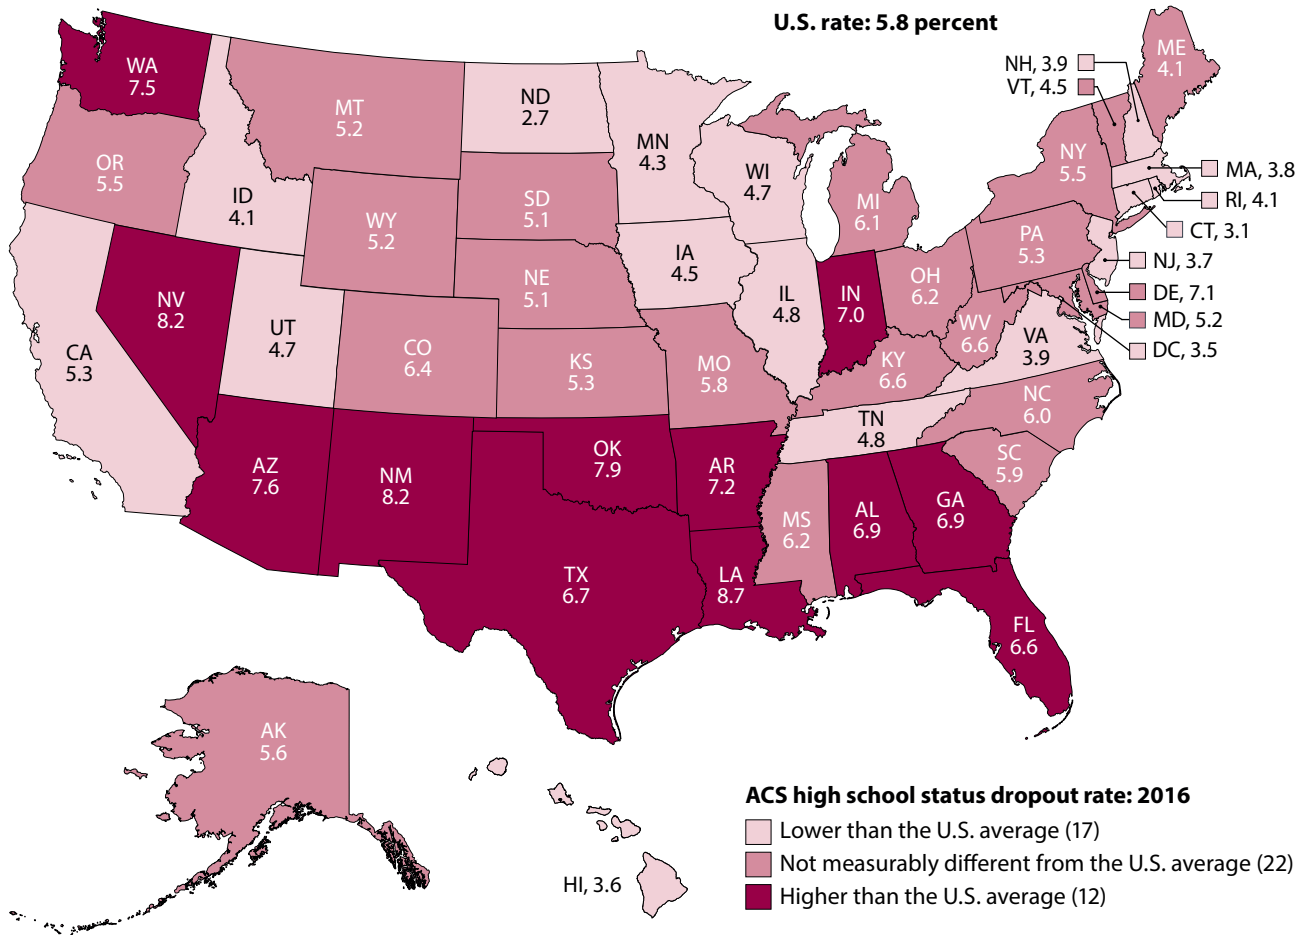 U.S. rate: 5.8 percent
WA
7.5
OR
5.5
CA
5.3
ID
4.1
NV
8.2
UT
4.7
AZ
7.6
MT
5.2
WY
5.2
CO
6.4
NM
8.2
ND
2.7
SD
5.1
NE
5.1
KS
5.3
OK
7.9
TX
6.7
MN
4.3
IA
4.5
MO
5.8
AR
7.2
LA
8.7
WI
4.7
IL
4.8
MI
6.1
IN
7.0
OH
6.2
KY
6.6
TN
4.8
MS
6.2
AL
6.9
GA
6.9
FL
6.6
SC
5.9
NC
6.0
VA
3.9
WV
6.6
PA
5.3
NY
5.5
ME
4.1
NH, 3.9
VT, 4.5
MA, 3.8
RI, 4.1
CT, 3.1
NJ, 3.7
DE, 7.1
MD, 5.2
DC, 3.5
AK
5.6
HI, 3.6
ACS high school status dropout rate: 2016
Lower than the U.S. average (17)
Not measurably different from the U.S. average (22)
Higher than the U.S. average (12)